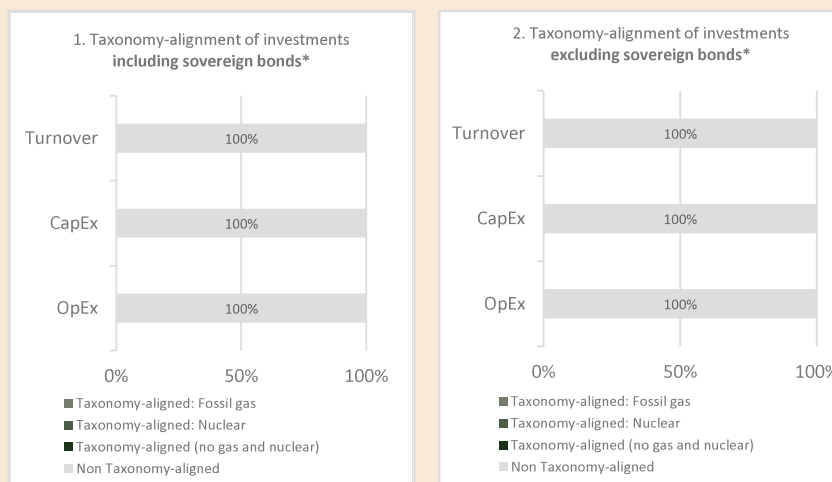 1. Taxonomy-alignment of investments
including sovereign bonds*
Turnover
100%
CapEx
100%
OpEx
100%
0%
50%
100%
Taxonomy-aligned: Fossil gas
Taxonomy-aligned: Nuclear
Taxonomy-aligned (no gas and nuclear)
Non Taxonomy-aligned
2. Taxonomy-alignment of investments
excluding sovereign bonds*
Turnover
100%
CapEx
100%
OpEx
100%
0%
50%
100%
Taxonomy-aligned: Fossil gas
Taxonomy-aligned: Nuclear
Taxonomy-aligned (no gas and nuclear)
Non Taxonomy-aligned